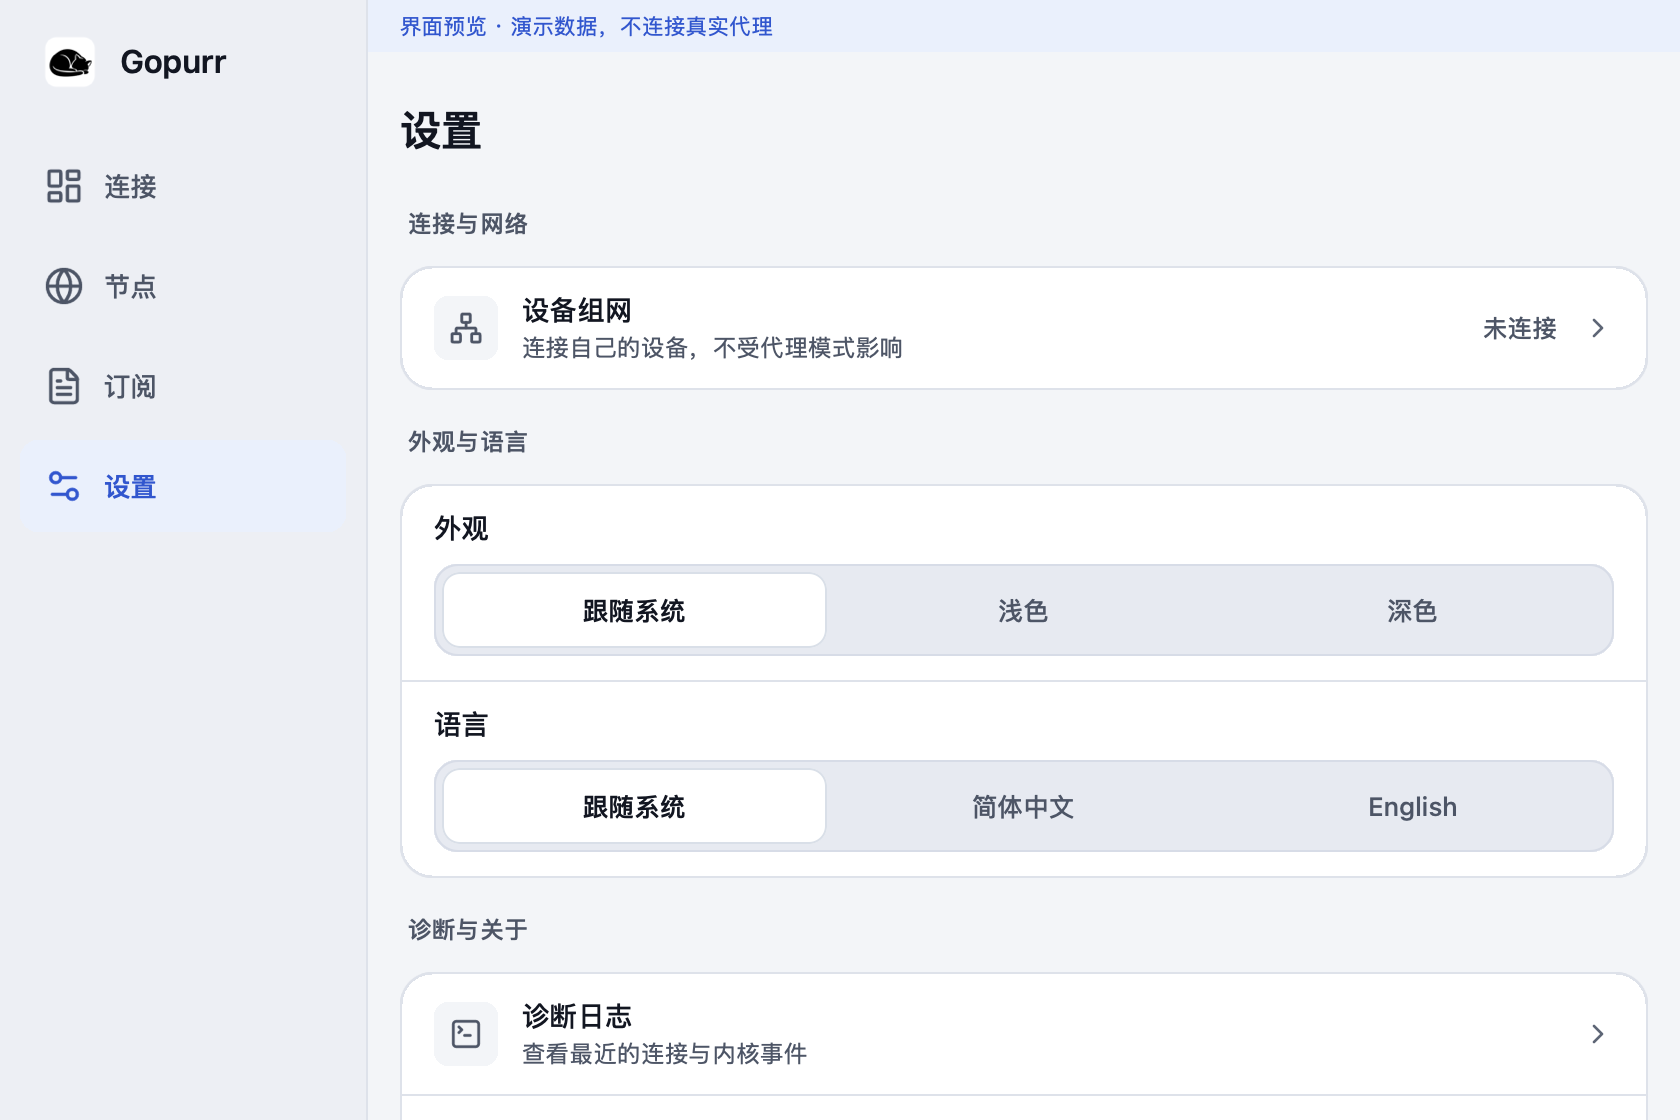 Gopurr
连接
节点
订阅
设置
界面预览 · 演示数据，不连接真实代理
设置
连接与网络
设备组网
连接自己的设备，不受代理模式影响
未连接
外观与语言
外观
跟随系统
浅色
深色
语言
跟随系统
简体中文
English
诊断与关于
诊断日志
查看最近的连接与内核事件